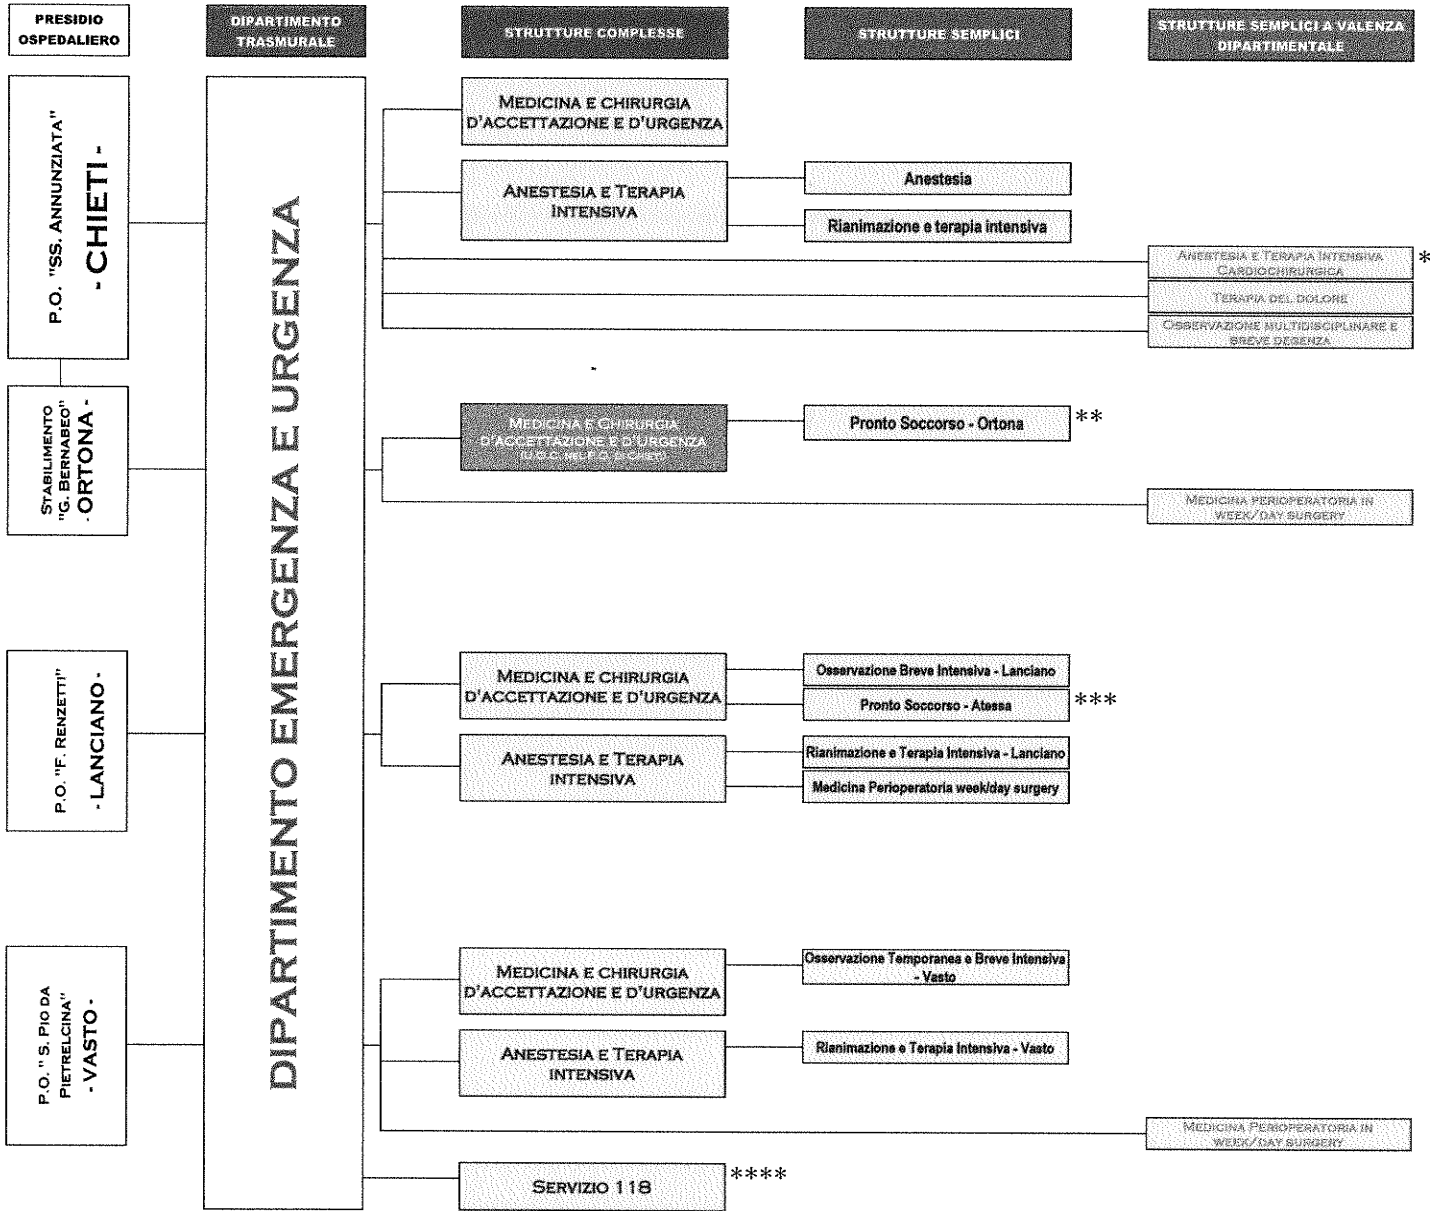 PRESIDIO
OSPEDALIERO
DIPARTIMENTO
TRASMURALE
STRUTTURE COMPLESSE
STRUTTURE SEMPLICI
STRUTTURE SEMPLICI A VALENZA
DIPARTIMENTALE
P.O. "SS. ANNUNZIATA"
- CHIETI -
DIPARTIMENTO EMERGENZA E URGENZA
MEDICINA E CHIRURGIA
D'ACCETTAZIONE E D'URGENZA
ANESTESIA E TERAPIA
INTENSIVA
Anestesia
Rianimazione e terapia intensiva
ANESTESIA E TERAPIA INTENSIVA
CARDIOCHIRURGICA
*
TERAPIA DEL DOLORE
OSSERVAZIONE MULTIDISCIPLINARE E
BREVE DEGENZA
STABILIMENTO
"G. BERNABEO"
- ORTONA -
MEDICINA E CHIRURGIA
D'ACCETTAZIONE E D'URGENZA
(U.O.C. NEL P.O. DI CHIETI)
Pronto Soccorso - Ortona
**
MEDICINA PERIOPERATORIA IN
WEEK/DAY SURGERY
P.O. "F. RENZETTI"
- LANCIANO -
MEDICINA E CHIRURGIA
D'ACCETTAZIONE E D'URGENZA
Osservazione Breve Intensiva - Lanciano
Pronto Soccorso - Atessa
***
ANESTESIA E TERAPIA
INTENSIVA
Rianimazione e Terapia Intensiva - Lanciano
Medicina Perioperatoria week/day surgery
P.O. " S. PIO DA
PIETRELCINA"
- VASTO -
MEDICINA E CHIRURGIA
D'ACCETTAZIONE E D'URGENZA
Osservazione Temporanea e Breve Intensiva
- Vasto
ANESTESIA E TERAPIA
INTENSIVA
Rianimazione e Terapia Intensiva - Vasto
MEDICINA PERIOPERATORIA IN
WEEK/DAY SURGERY
SERVIZIO 118
****